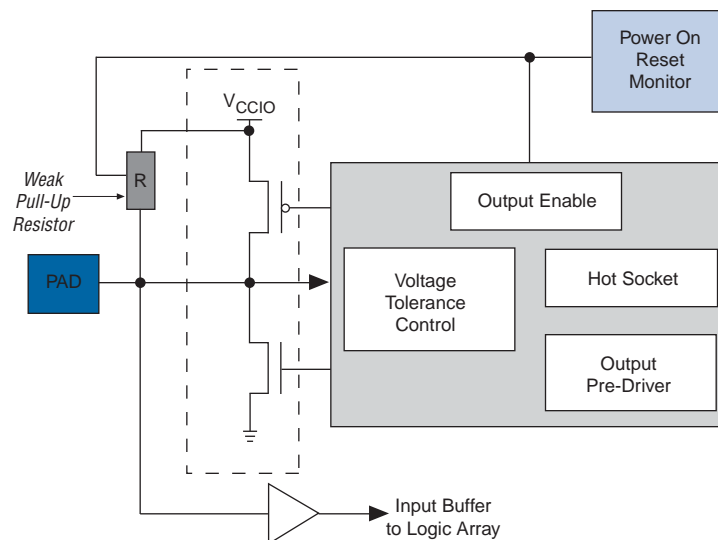 Power On
Reset
Monitor
VCCIO
R
Weak
Pull-Up
Resistor
Output Enable
PAD
Voltage
Tolerance
Control
Hot Socket
Output
Pre-Driver
Input Buffer
to Logic Array